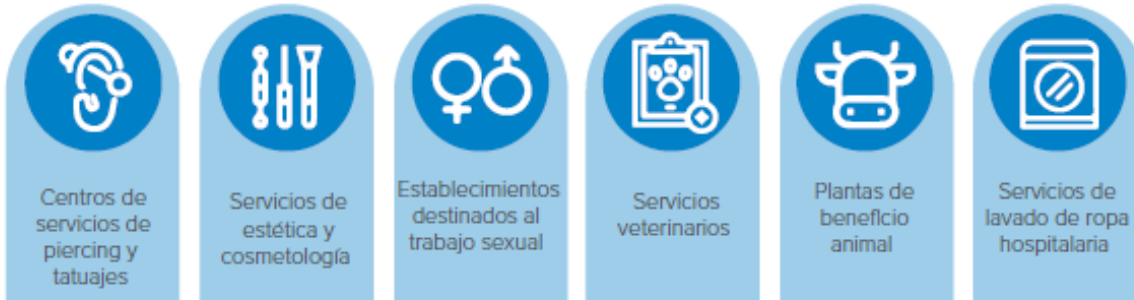 Centros de
servicios de
piercing y
tatuajes
Servicios de
estética y
cosmetología
Establecimientos
destinados al
trabajo sexual
Servicios
veterinarios
Plantas de
beneficio
animal
Servicios de
lavado de ropa
hospitalaria